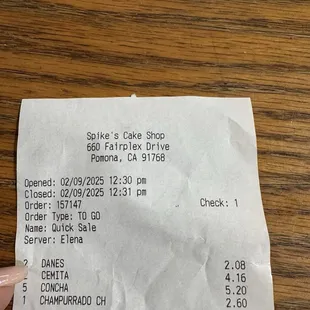 Spike's Cake Shop
660 Fairplex Drive
Pomona, CA 91768
Opened: 02/09/2025 12:30 pm
Closed: 02/09/2025 12:31 pm
Order: 157147 Check: 1
Order Type: TO GO
Name: Quick Sale
Server: Elena
2 DANES 2.08
CEMITA 4.16
5 CONCHA 5.20
1 CHAMPURRADO CH 2.60